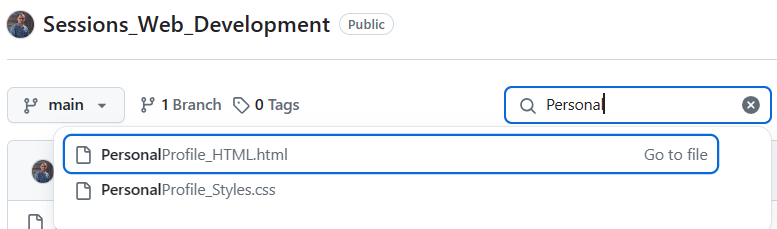 Sessions_Web_Development Public
main 1 Branch 0 Tags Personal
PersonalProfile_HTML.html Go to file
PersonalProfile_Styles.css